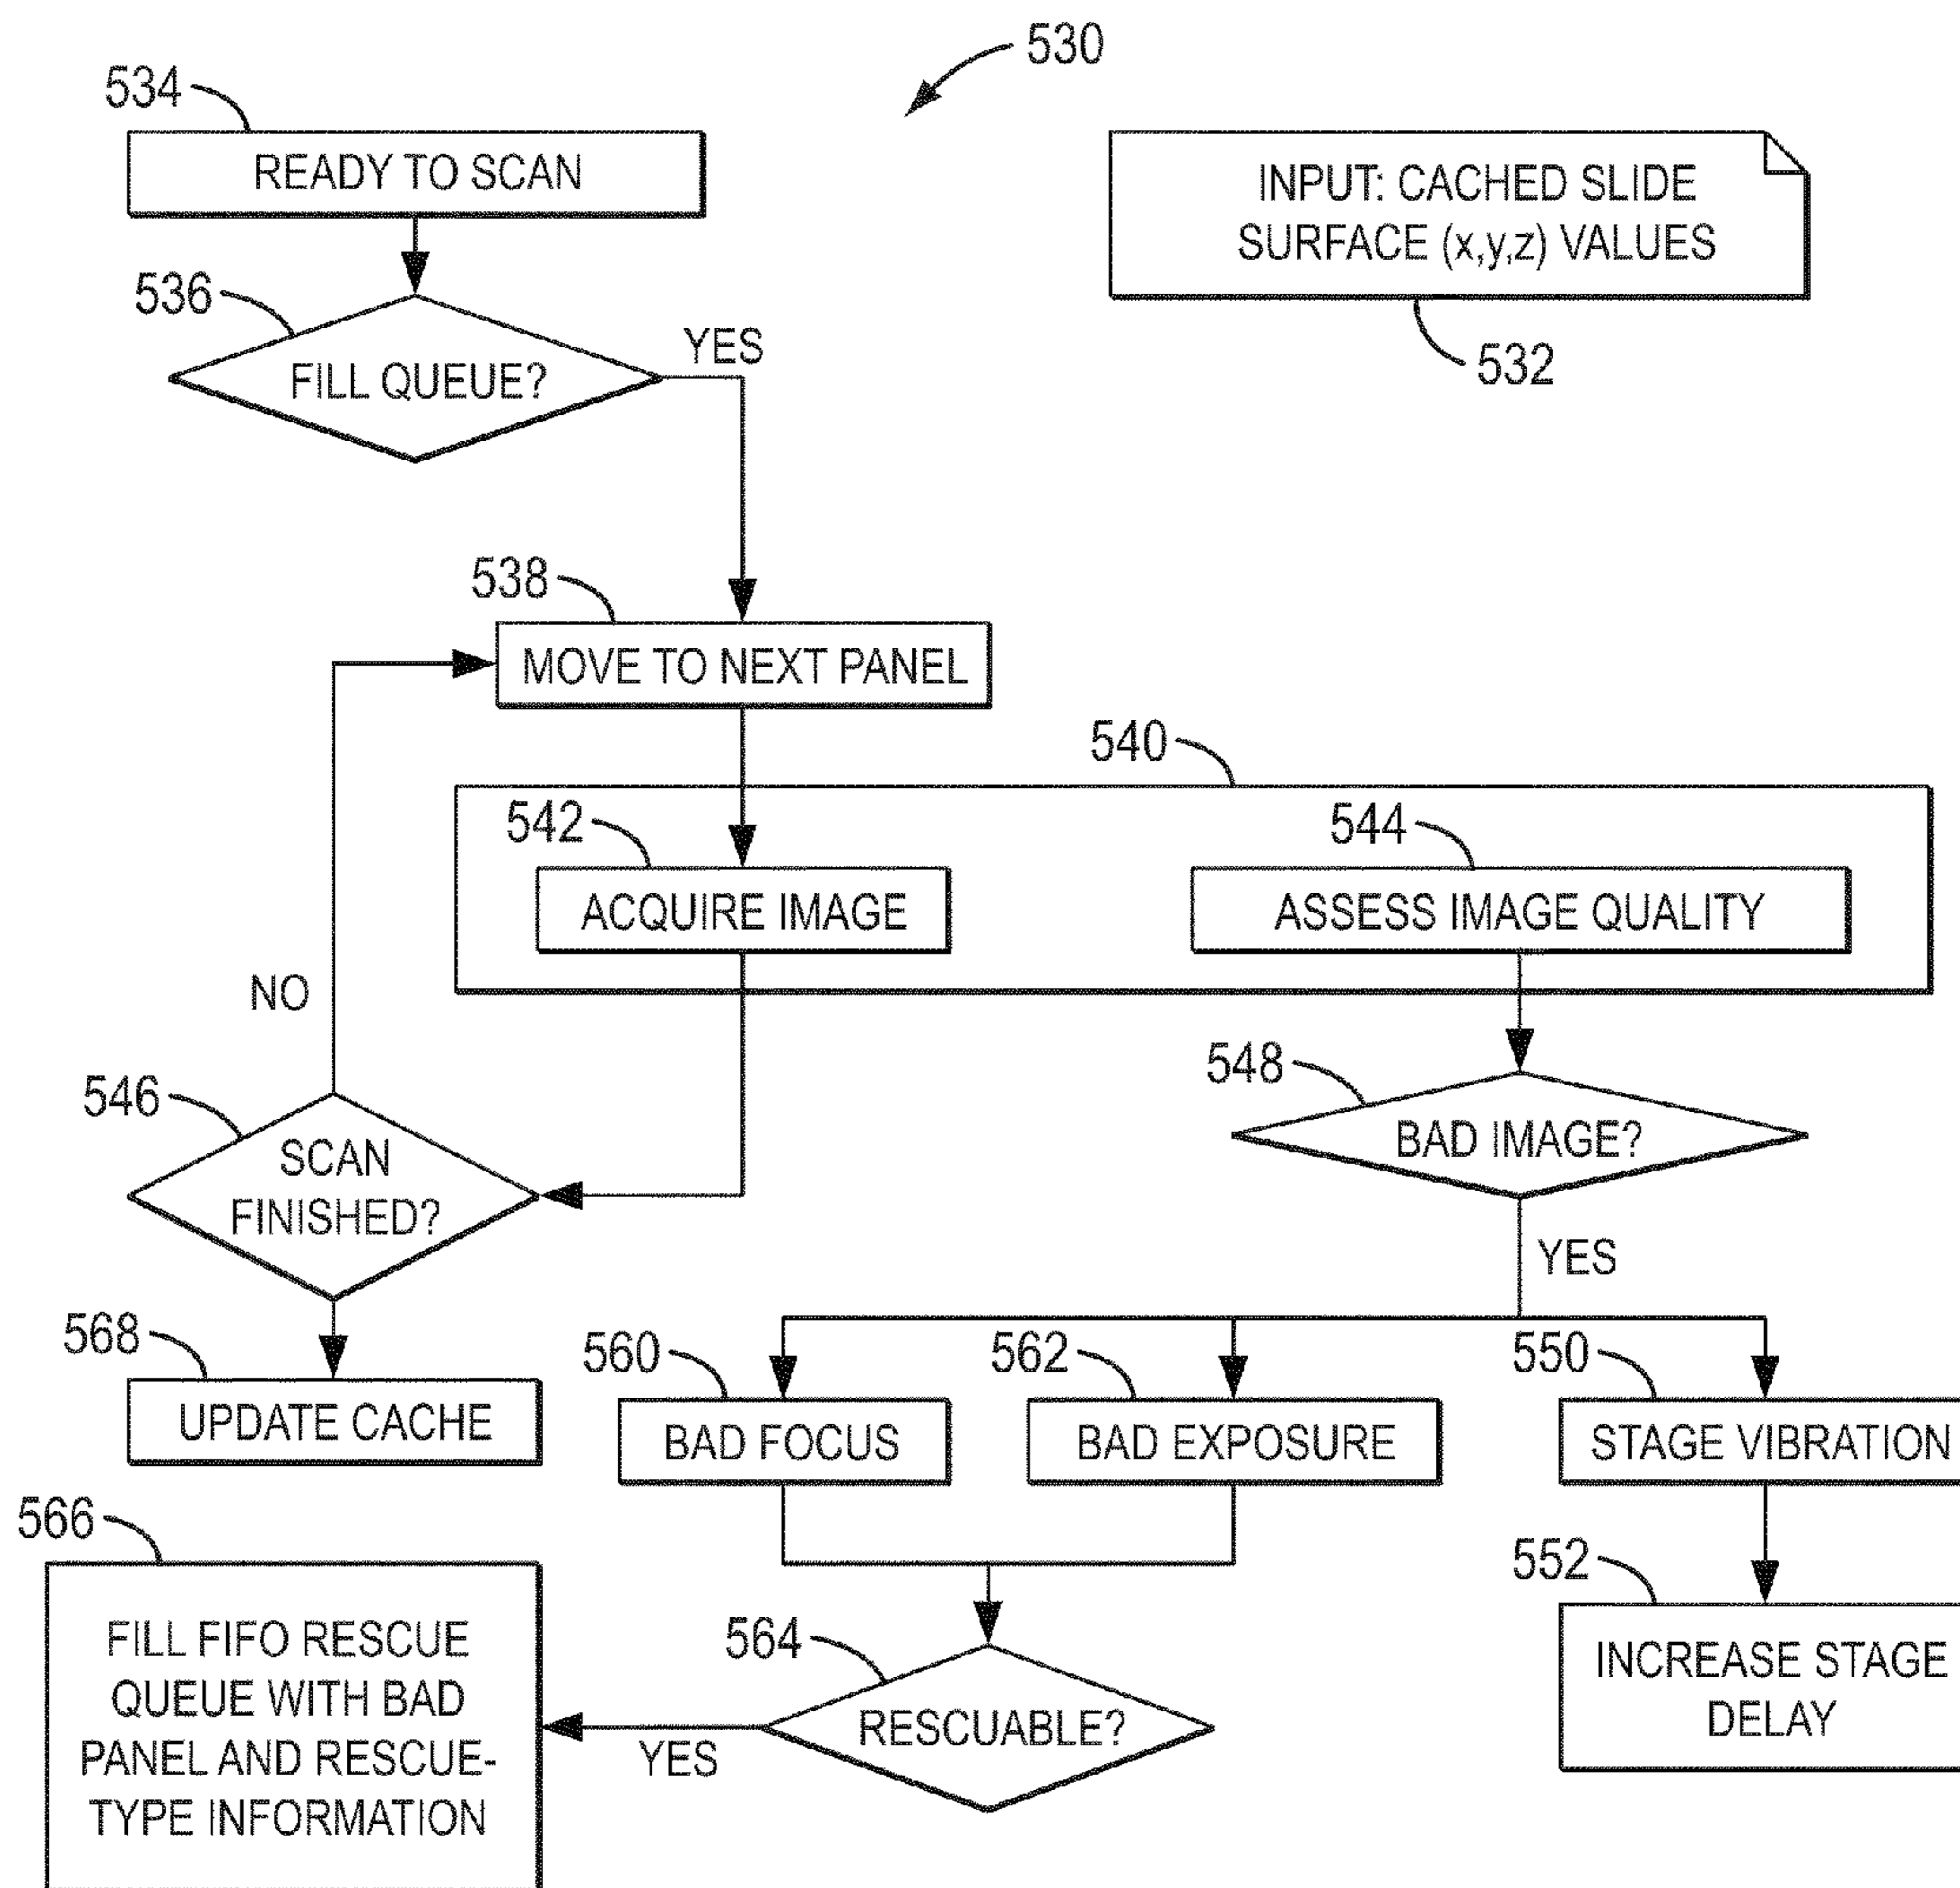 530
534
READY TO SCAN
INPUT: CACHED SLIDE
SURFACE (x,y,z) VALUES
532
536
FILL QUEUE?
YES
538
MOVE TO NEXT PANEL
540
542
ACQUIRE IMAGE
544
ASSESS IMAGE QUALITY
NO
546
SCAN
FINISHED?
548
BAD IMAGE?
YES
568
UPDATE CACHE
560
BAD FOCUS
562
BAD EXPOSURE
550
STAGE VIBRATION
552
INCREASE STAGE
DELAY
564
RESCUABLE?
YES
566
FILL FIFO RESCUE
QUEUE WITH BAD
PANEL AND RESCUE-
TYPE INFORMATION